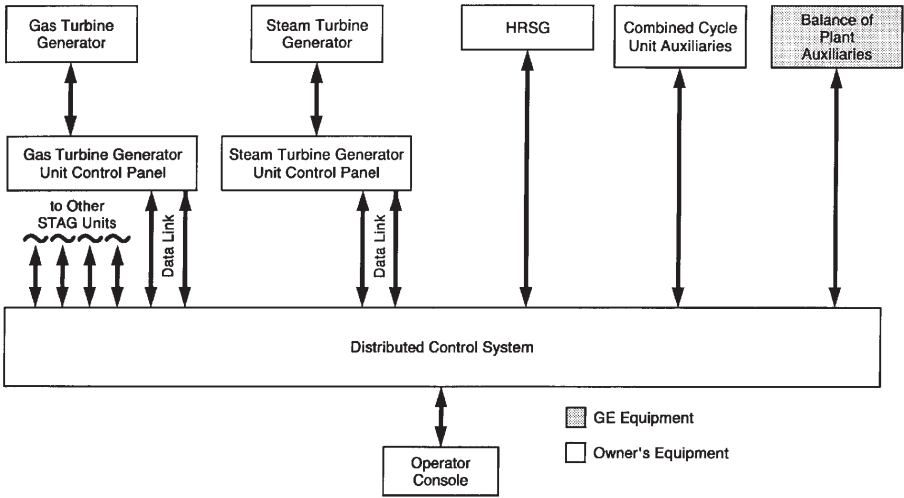 Gas Turbine
Generator
Steam Turbine
Generator
HRSG
Combined Cycle
Unit Auxiliaries
Balance of
Plant
Auxiliaries
Gas Turbine Generator
Unit Control Panel
Steam Turbine Generator
Unit Control Panel
to Other
STAG Units
Data Link
Data Link
Distributed Control System
GE Equipment
Owner's Equipment
Operator
Console